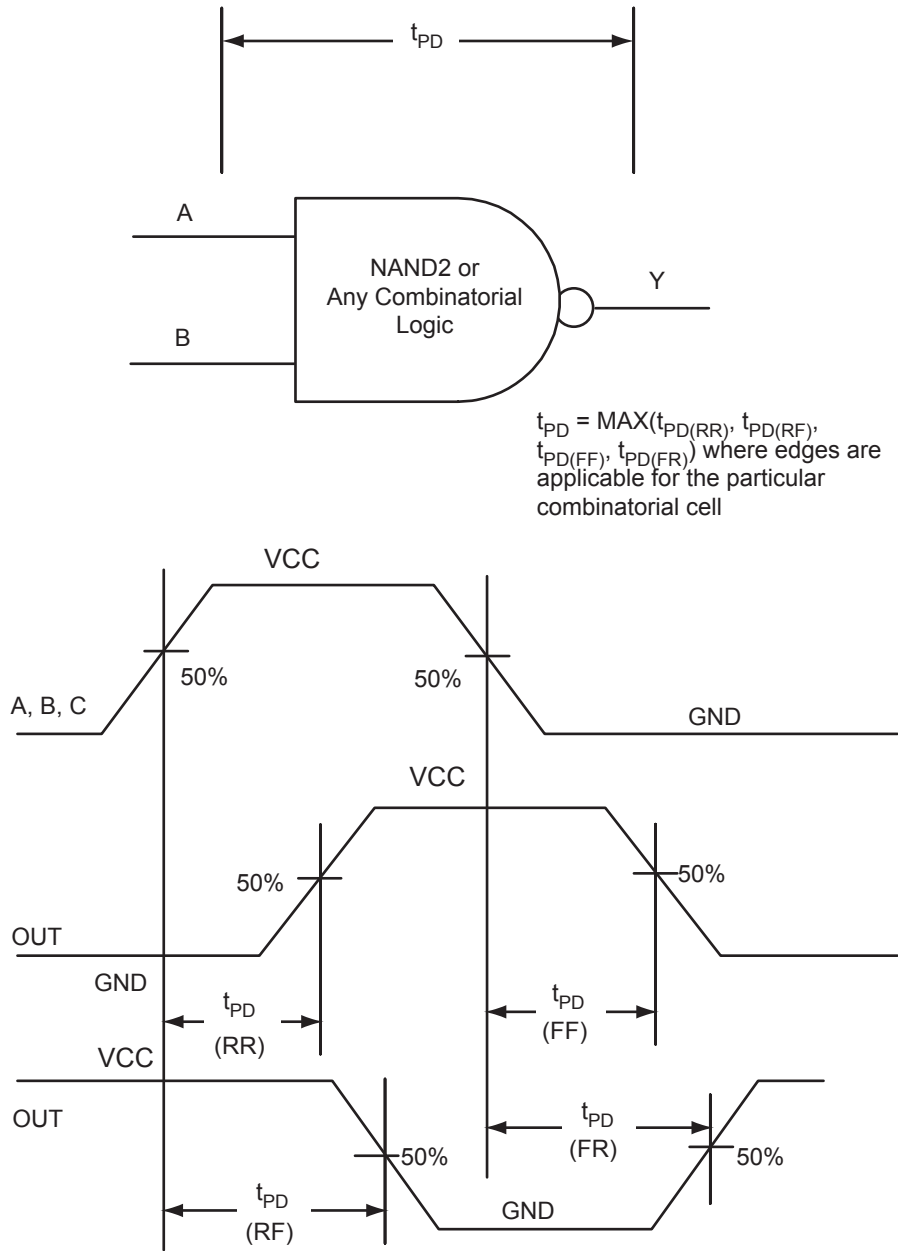 tPD
A
B
NAND2 or
Any Combinatorial
Logic
Y
tPD = MAX(tPD(RR), tPD(RF),
tPD(FF), tPD(FR)) where edges are
applicable for the particular
combinatorial cell
VCC
50%
50%
A, B, C
GND
VCC
50%
50%
OUT
GND
tPD
(RR)
tPD
(FF)
VCC
OUT
tPD
(FR)
50%
50%
tPD
(RF)
GND